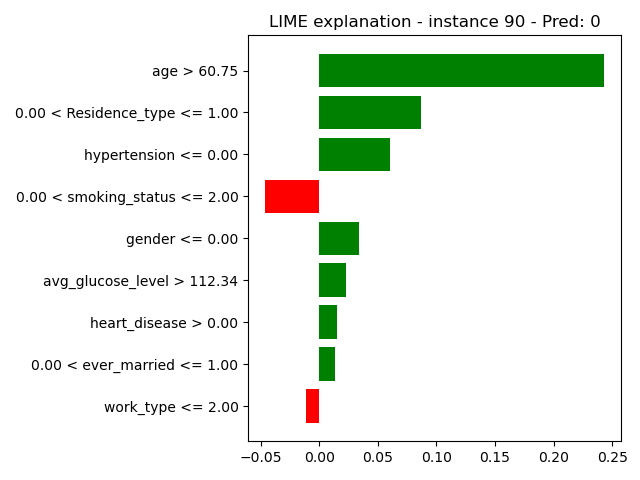 LIME explanation - instance 90 - Pred: 0
age > 60.75
0.00 < Residence_type <= 1.00
hypertension <= 0.00
0.00 < smoking_status <= 2.00
gender <= 0.00
avg_glucose_level > 112.34
heart_disease > 0.00
0.00 < ever_married <= 1.00
work_type <= 2.00
−0.05 0.00 0.05 0.10 0.15 0.20 0.25